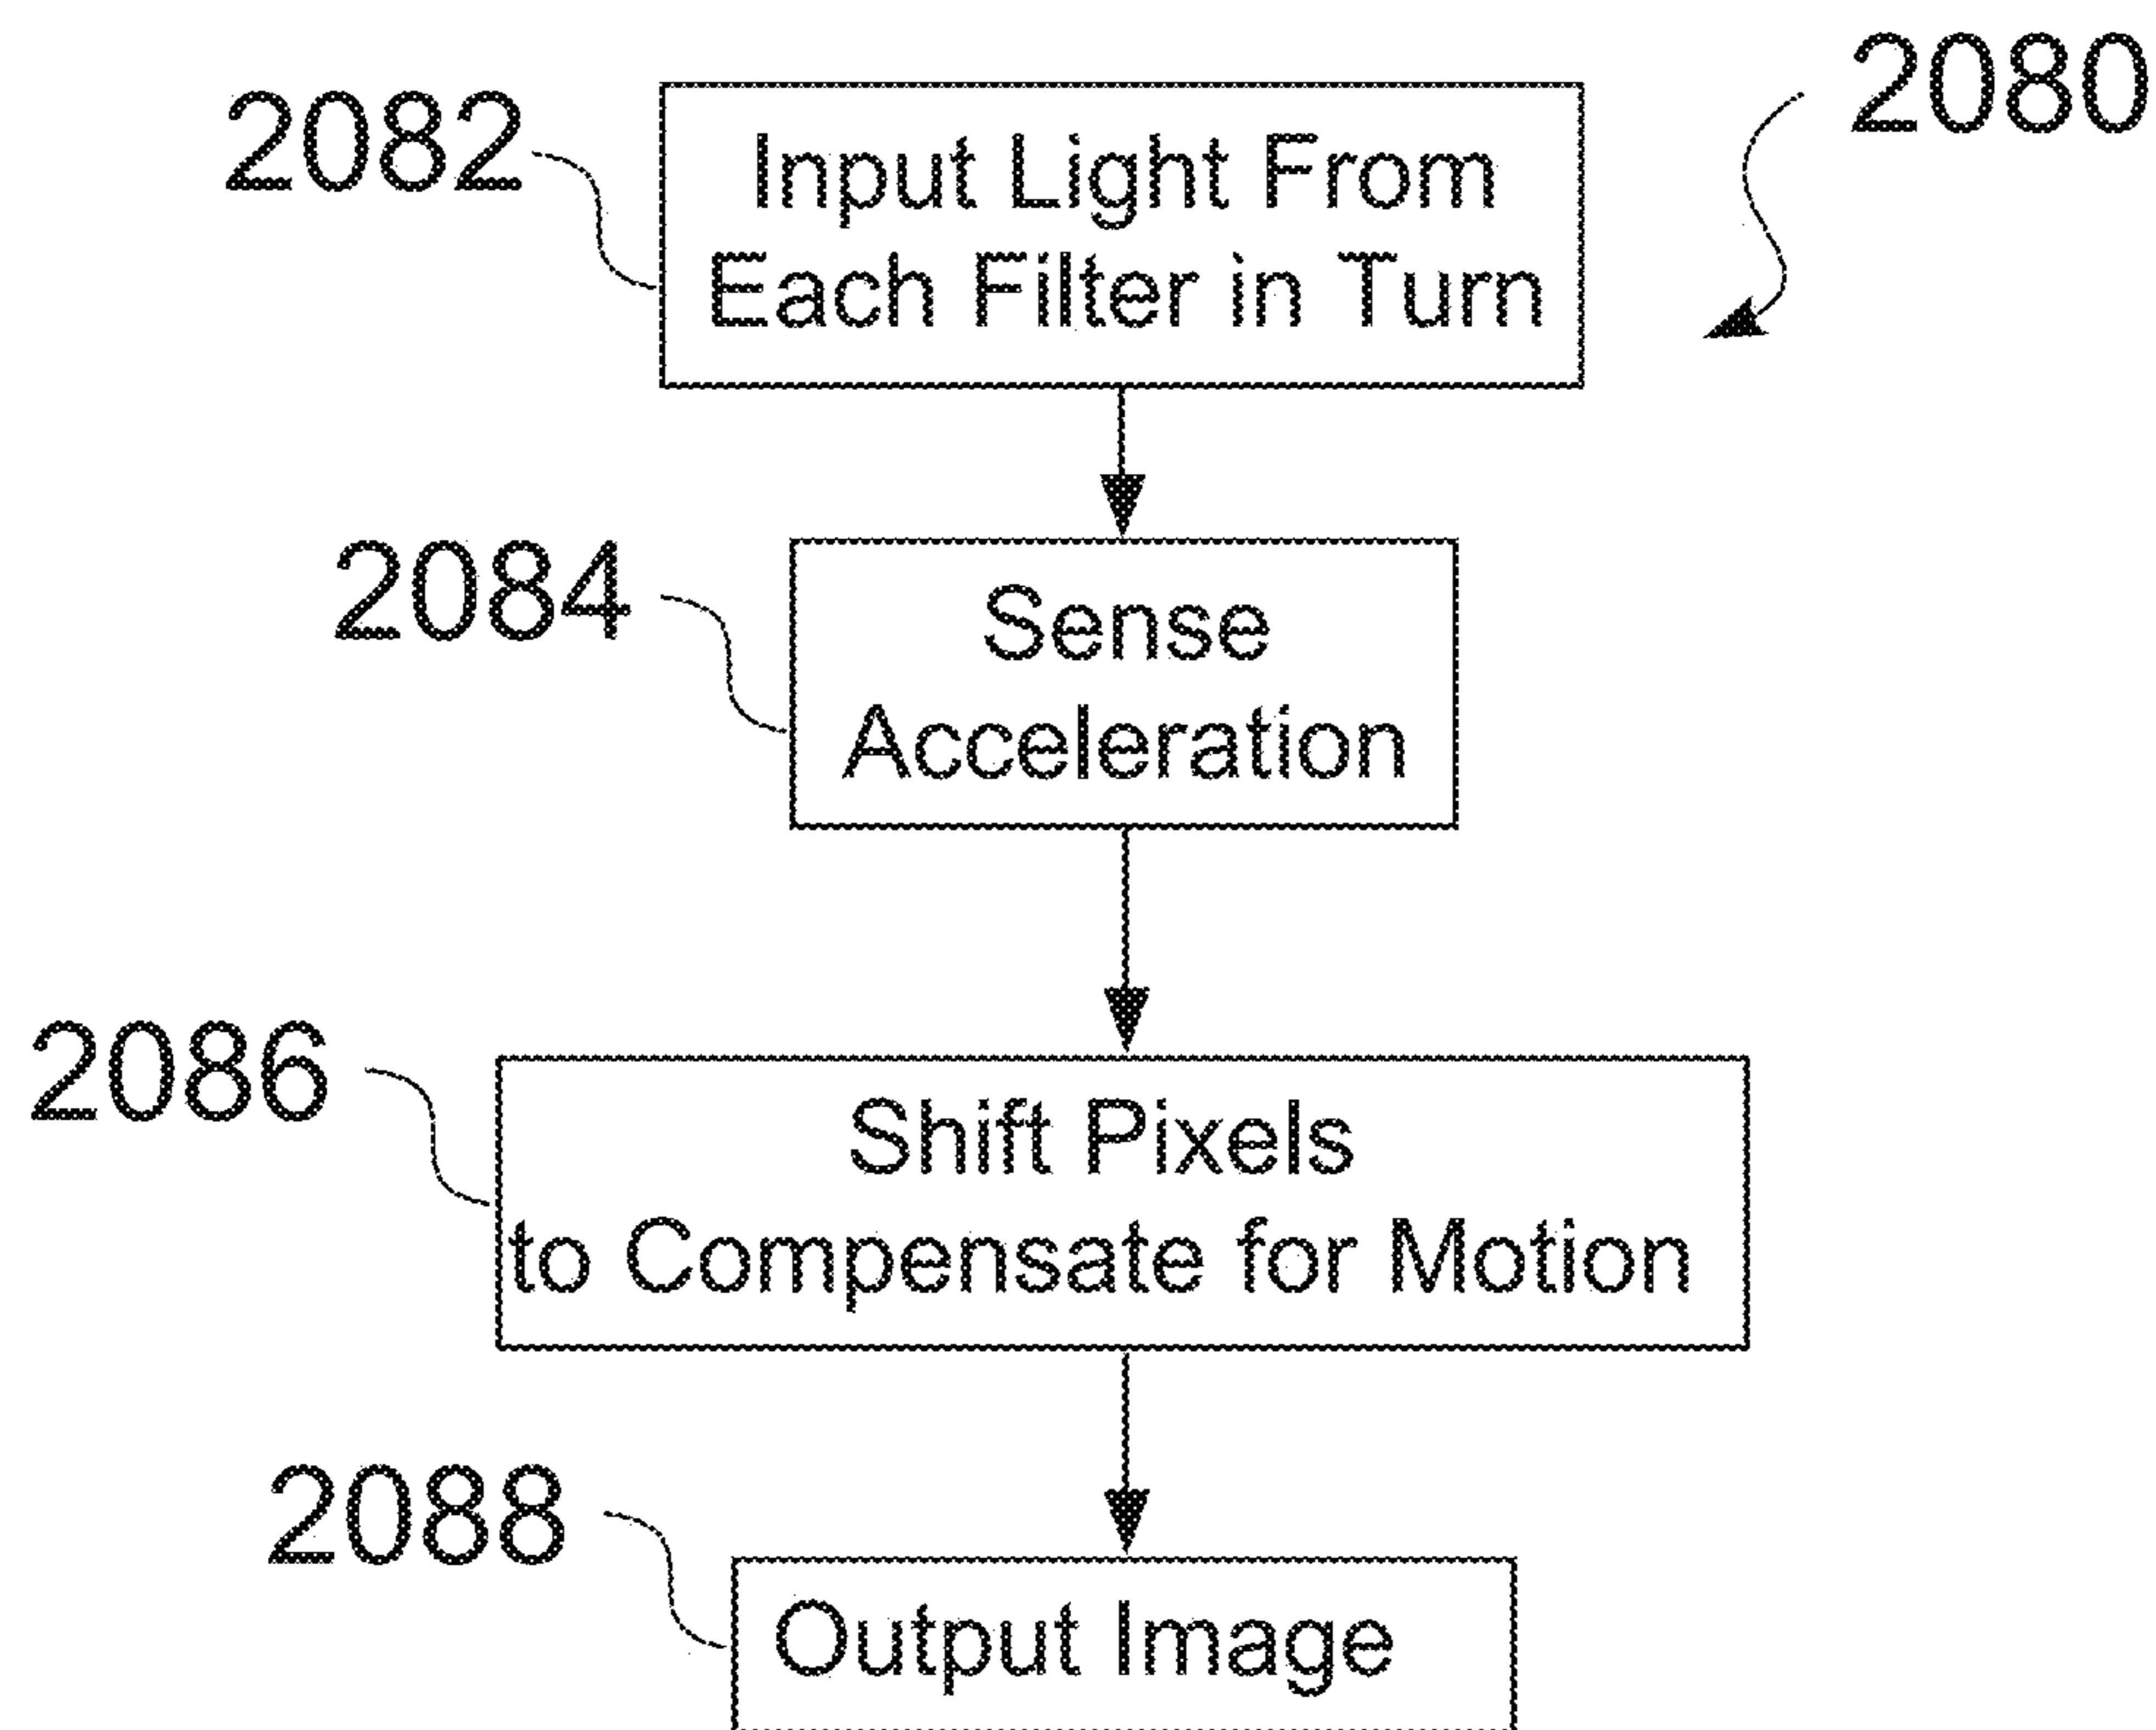 2080
2082
Input Light From
Each Filter in Turn
2084
Sense
Acceleration
2086
Shift Pixels
to Compensate for Motion
2088
Output Image